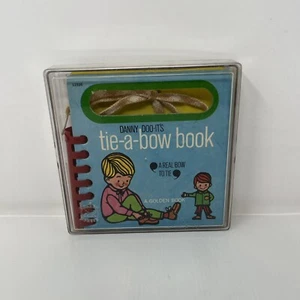 DANNY DOO-IT'S
tie-a-bow book
A REAL BOW
TO TIE
A GOLDEN BOOK